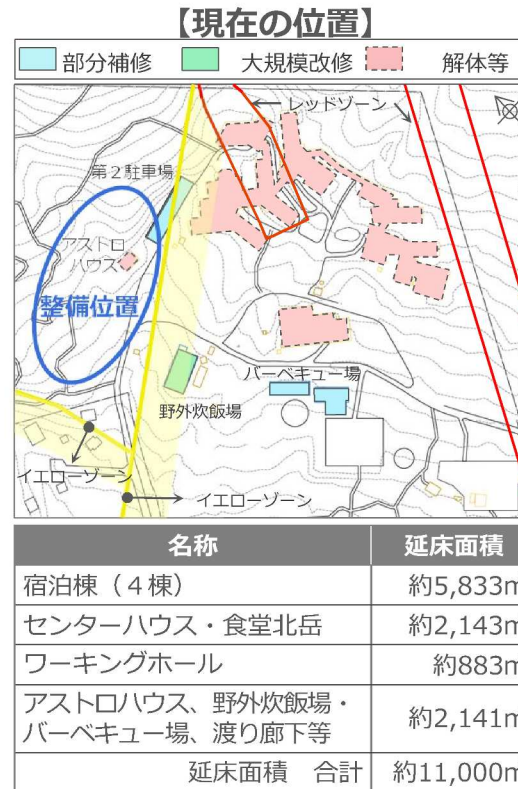 【現在の位置】
部分補修 大規模改修 解体等
レッドゾーン
第2駐車場
アストロ
ハウス
整備位置
バーベキュー場
野外炊飯場
イエローゾーン
イエローゾーン
名称 延床面積
宿泊棟（4棟） 約5,833m
センターハウス・食堂北岳 約2,143m
ワーキングホール 約883m
アストロハウス、野外炊飯場・
バーベキュー場、渡り廊下等 約2,141m
延床面積 合計 約11,000m